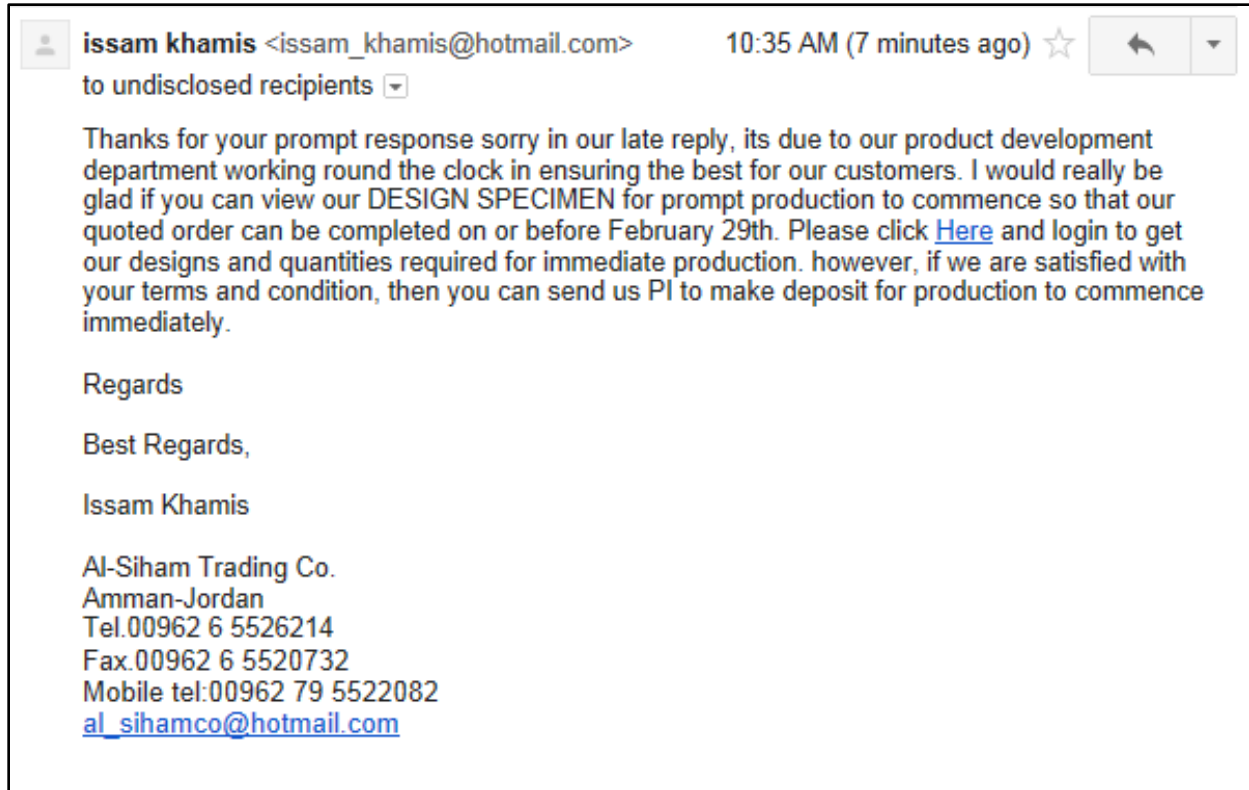 issam khamis <issam_khamis@hotmail.com> 10:35 AM (7 minutes ago)
to undisclosed recipients
Thanks for your prompt response sorry in our late reply, its due to our product development
department working round the clock in ensuring the best for our customers. I would really be
glad if you can view our DESIGN SPECIMEN for prompt production to commence so that our
quoted order can be completed on or before February 29th. Please click Here and login to get
our designs and quantities required for immediate production. however, if we are satisfied with
your terms and condition, then you can send us PI to make deposit for production to commence
immediately.
Regards
Best Regards,
Issam Khamis
Al-Siham Trading Co.
Amman-Jordan
Tel.00962 6 5526214
Fax.00962 6 5520732
Mobile tel:00962 79 5522082
al_sihamco@hotmail.com